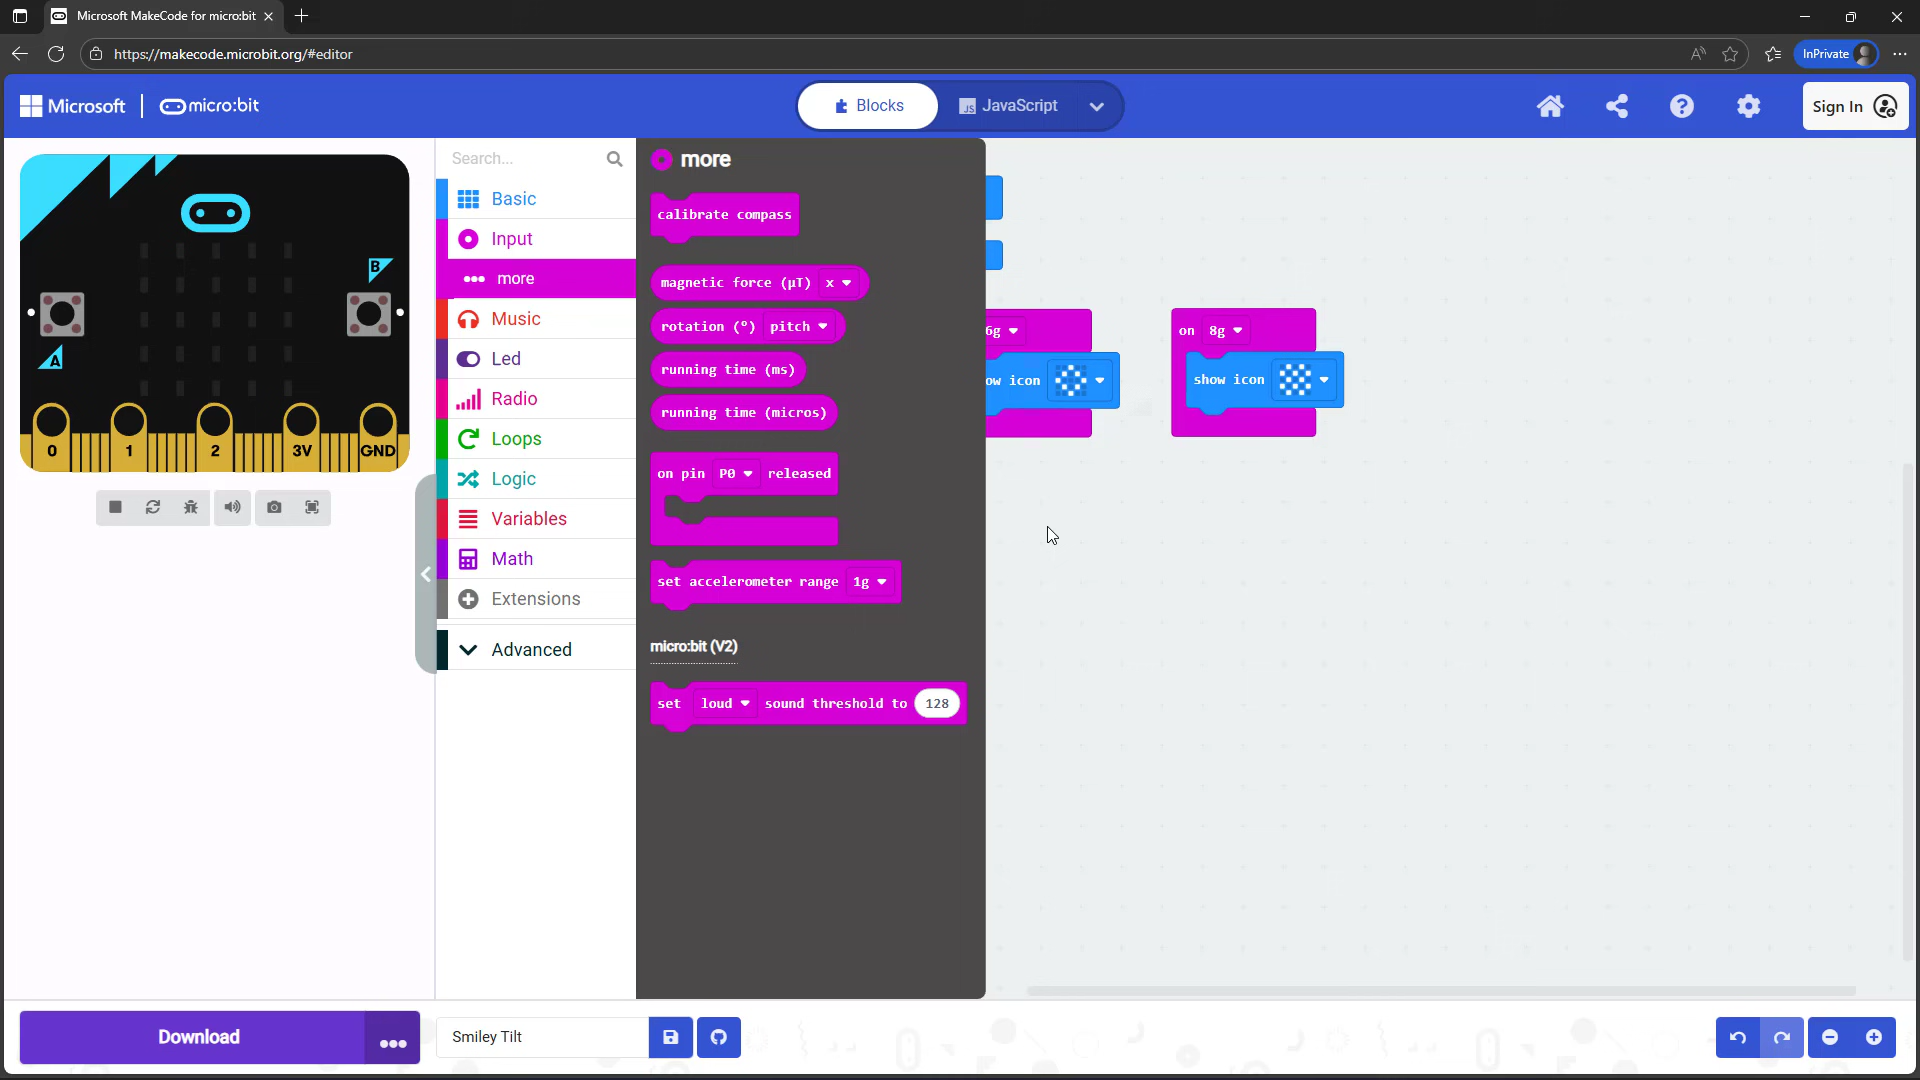 Microsoft MakeCode for micro:bit
https://makecode.microbit.org/#editor
InPrivate
Microsoft
micro:bit
Blocks
JS JavaScript
Sign In
B
A
0 1 2 3V GND
Search...
Basic
Input
more
Music
Led
Radio
Loops
Logic
Variables
Math
Extensions
Advanced
more
calibrate compass
magnetic force (µT) x
rotation (º) pitch
running time (ms)
running time (micros)
on pin P0 released
set accelerometer range 1g
micro:bit (V2)
set loud sound threshold to 128
6g
ow icon
on 8g
show icon
Download
Smiley Tilt